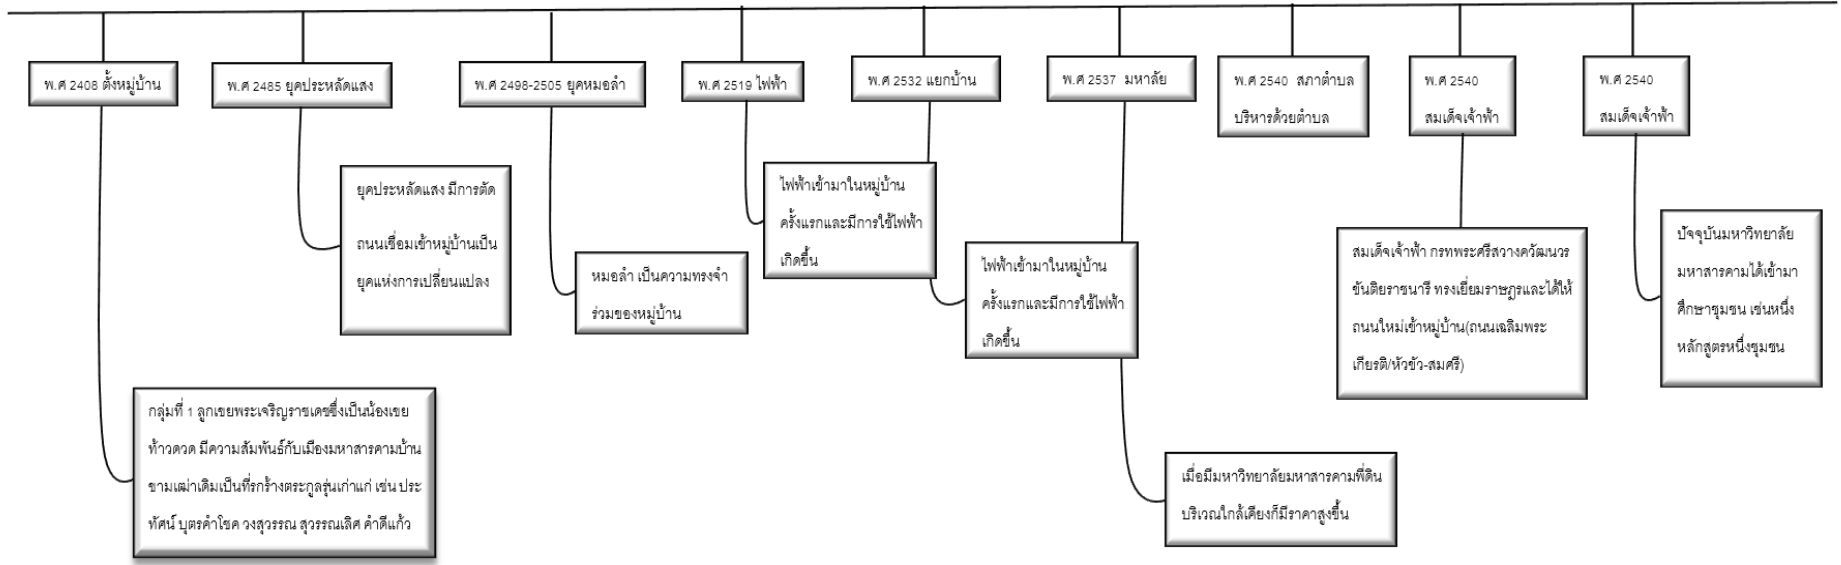 พ.ศ 2408 ตั้งหมู่บ้าน
พ.ศ 2485 ยุคประหลัดแสง
พ.ศ 2498-2505 ยุคหมอลำ
พ.ศ 2519 ไฟฟ้า
พ.ศ 2532 แยกบ้าน
พ.ศ 2537 มหาลัย
พ.ศ 2540 สภาตำบล
บริหารด้วยตำบล
พ.ศ 2540
สมเด็จเจ้าฟ้า
พ.ศ 2540
สมเด็จเจ้าฟ้า
ยุคประหลัดแสง มีการตัด
ถนนเชื่อมเข้าหมู่บ้านเป็น
ยุคแห่งการเปลี่ยนแปลง
หมอลำ เป็นความทรงจำ
ร่วมของหมู่บ้าน
ไฟฟ้าเข้ามาในหมู่บ้าน
ครั้งแรกและมีการใช้ไฟฟ้า
เกิดขึ้น
ไฟฟ้าเข้ามาในหมู่บ้าน
ครั้งแรกและมีการใช้ไฟฟ้า
เกิดขึ้น
สมเด็จเจ้าฟ้า กรทพระศรีสวางควัฒนวร
ขันติยราชนารี ทรงเยี่ยมราษฎรและได้ให้
ถนนใหม่เข้าหมู่บ้าน(ถนนเฉลิมพระ
เกียรติ/หัวขัว-สมศรี)
ปัจจุบันมหาวิทยาลัย
มหาสารคามได้เข้ามา
ศึกษาชุมชน เช่นหนึ่ง
หลักสูตรหนึ่งชุมชน
กลุ่มที่ 1 ลูกเขยพระเจริญราชเดชซึ่งเป็นน้องเขย
ท้าวดวด มีความสัมพันธ์กับเมืองมหาสารคามบ้าน
ขามเฒ่าเดิมเป็นที่รกร้างตระกูลรุ่นเก่าแก่ เช่น ประ
ทัศน์ บุตรคำโชค วงสุวรรณ สุวรรณเลิศ คำดีแก้ว
เมื่อมีมหาวิทยาลัยมหาสารคามพี่ดิน
บริเวณใกล้เคียงก็มีราคาสูงขึ้น